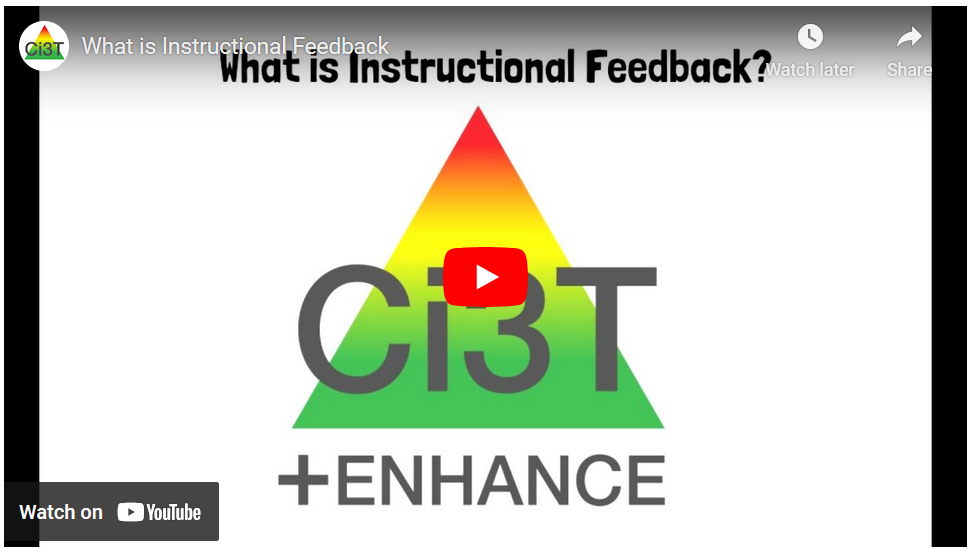 Ci3T What is Instructional Feedback
Watch later
Share
What is Instructional Feedback?
Ci3T
+ENHANCE
Watch on YouTube